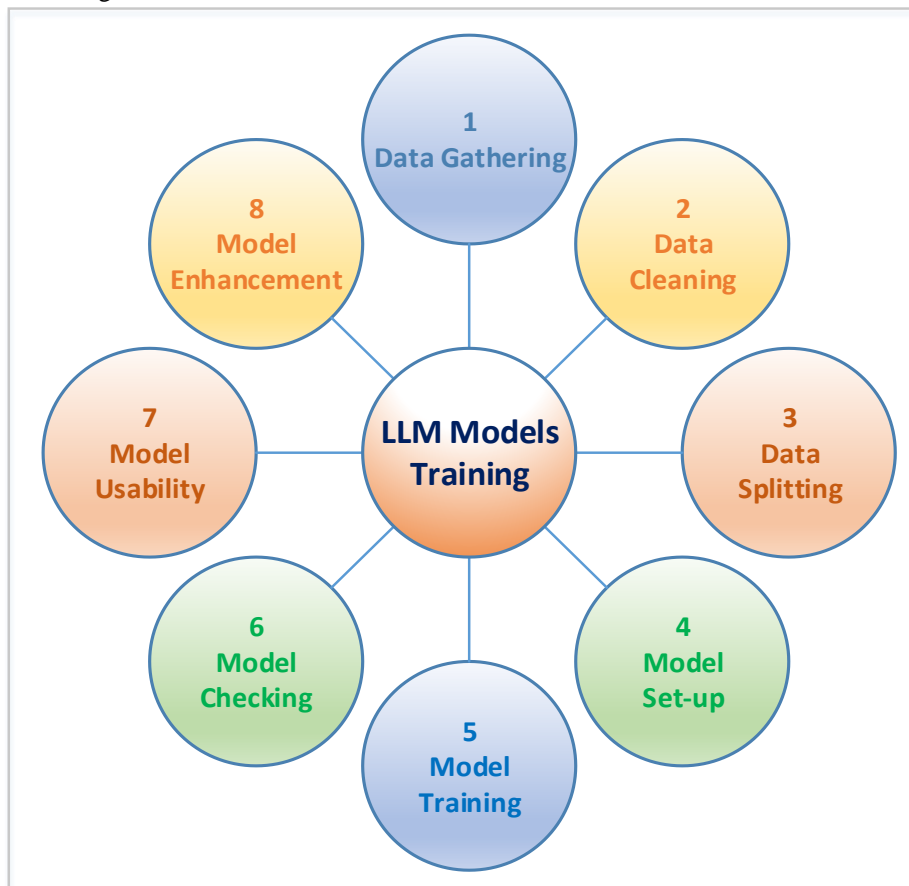 1
Data Gathering
2
Data
Cleaning
3
Data
Splitting
4
Model
Set-up
5
Model
Training
6
Model
Checking
7
Model
Usability
8
Model
Enhancement
LLM Models
Training